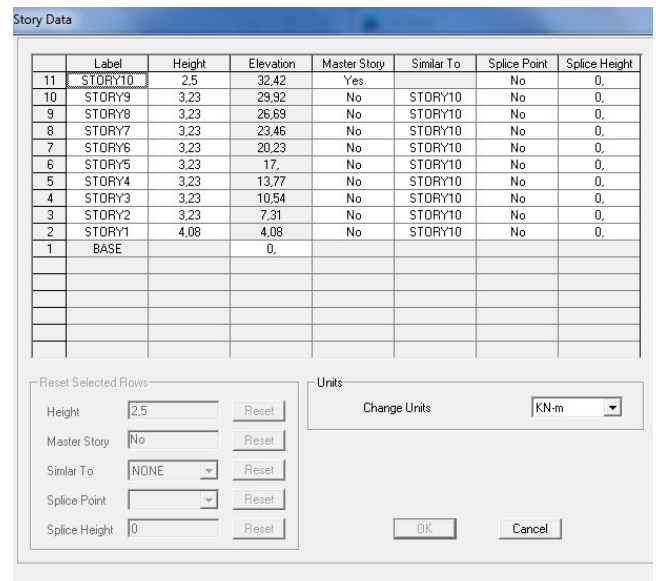 Story Data
Label Height Elevation Master Story Similar To Splice Point Splice Height
11 STORY10 2,5 32,42 Yes No 0,
10 STORY9 3,23 29,92 No STORY10 No 0,
9 STORY8 3,23 26,69 No STORY10 No 0,
8 STORY7 3,23 23,46 No STORY10 No 0,
7 STORY6 3,23 20,23 No STORY10 No 0,
6 STORY5 3,23 17, No STORY10 No 0,
5 STORY4 3,23 13,77 No STORY10 No 0,
4 STORY3 3,23 10,54 No STORY10 No 0,
3 STORY2 3,23 7,31 No STORY10 No 0,
2 STORY1 4,08 4,08 No STORY10 No 0,
1 BASE 0,
Reset Selected Rows
Height 2,5 Reset
Master Story No Reset
Simlar To NONE Reset
Splice Point Reset
Splice Height 0 Reset
Units
Change Units KN-m
OK Cancel